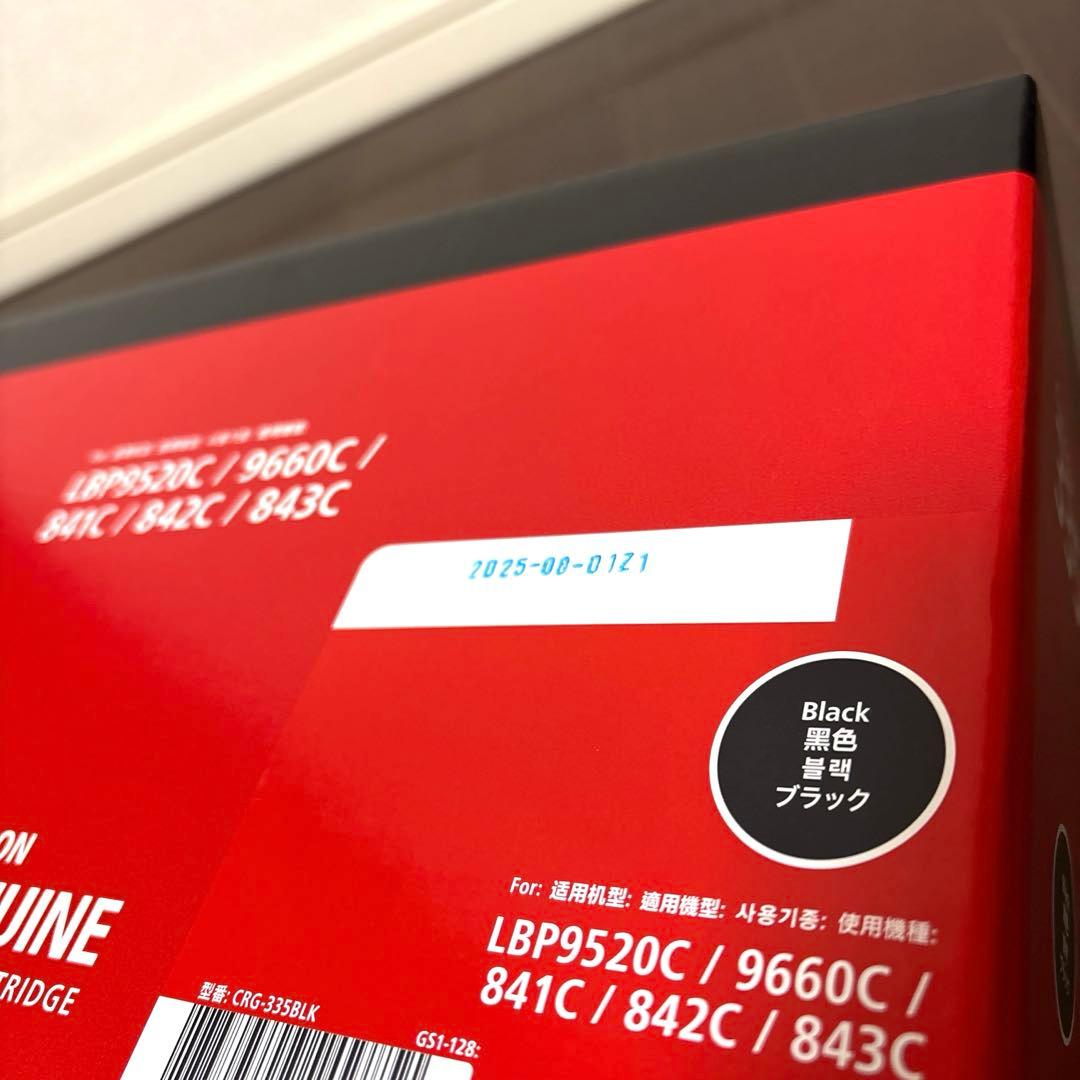 LBP9520C / 9660C /
841C / 842C / 843C
2025-08-01Z1
Black
黑色
블랙
ブラック
ON
UINE
TRIDGE
For: 适用机型: 適用機型: 사용기종: 使用機種:
LBP9520C / 9660C /
841C / 842C / 843C
型番: CRG-335BLK
GS1-128: